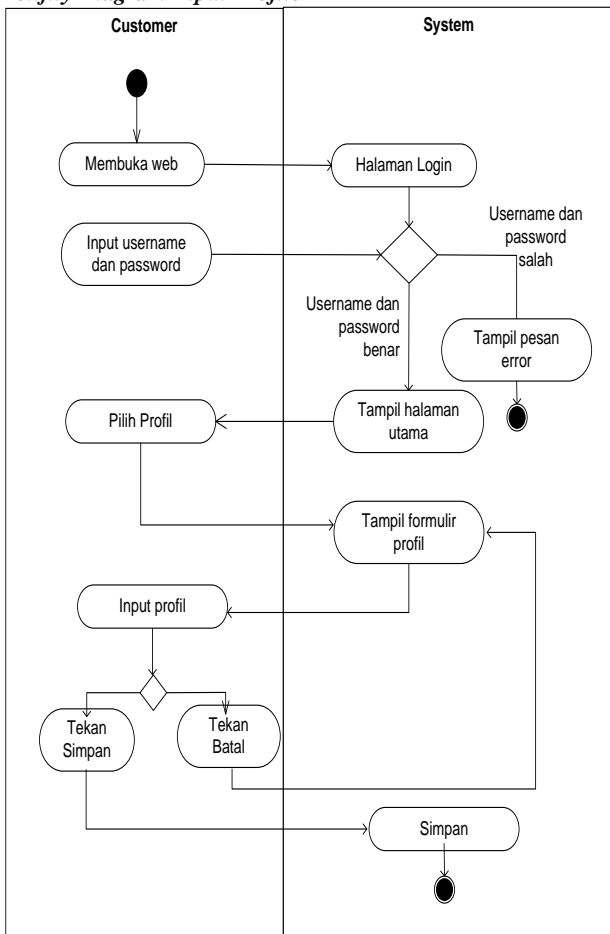 Customer
System
Membuka web
Halaman Login
Input username
dan password
Username dan
password
salah
Username dan
password
benar
Tampil pesan
error
Pilih Profil
Tampil halaman
utama
Tampil formulir
profil
Input profil
Tekan
Simpan
Tekan
Batal
Simpan